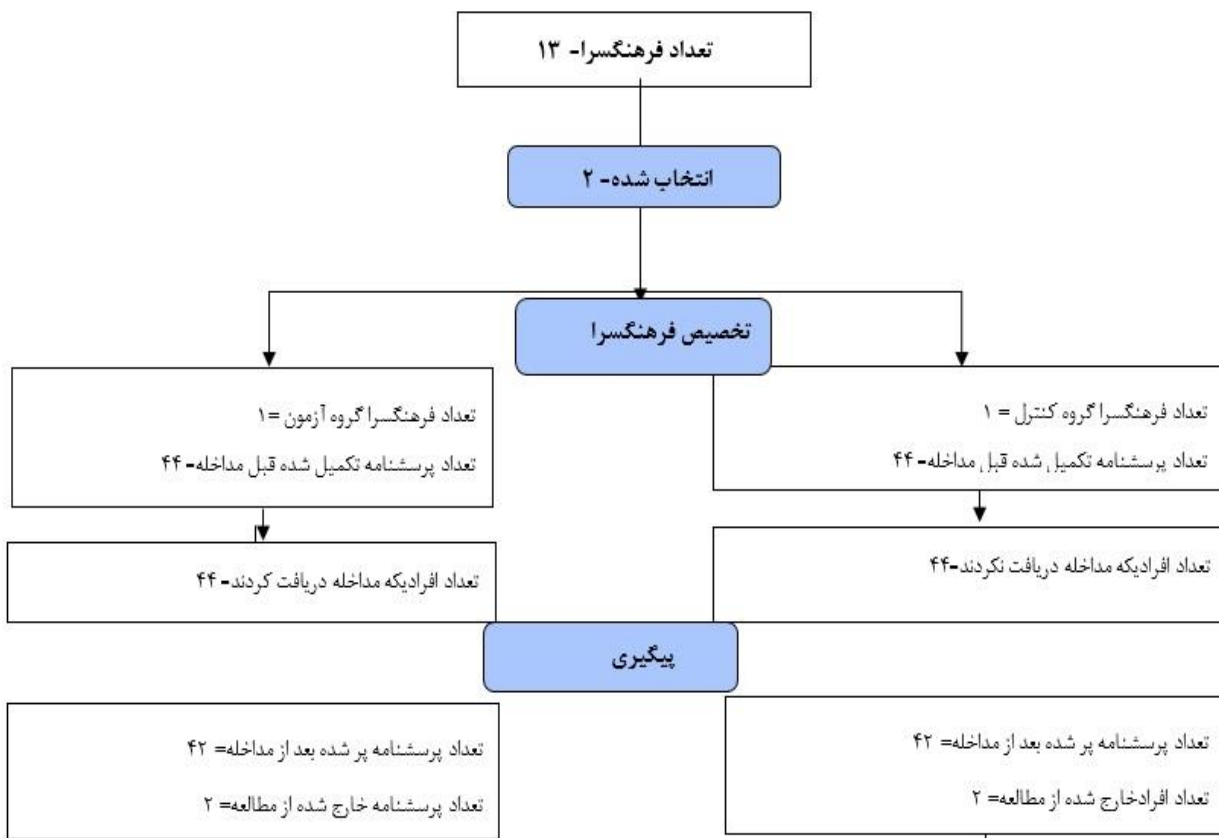 تعداد فرهنگسرا- ۱۳
انتخاب شده- ۲
تخصیص فرهنگسرا
تعداد فرهنگسرا گروه کنترل = ۱
تعداد پرسشنامه تکمیل شده قبل مداخله- ۴۴
تعداد فرهنگسرا گروه آزمون =۱
تعداد پرسشنامه تکمیل شده قبل مداخله- ۴۴
تعداد افرادیکه مداخله دریافت نکردند-۴۴
تعداد افرادیکه مداخله دریافت کردند- ۴۴
پیگیری
تعداد پرسشنامه پر شده بعد از مداخله= ۴۲
تعداد افرادخارج شده از مطالعه= ۲
تعداد پرسشنامه پر شده بعد از مداخله= ۴۲
تعداد پرسشنامه خارج شده از مطالعه= ۲